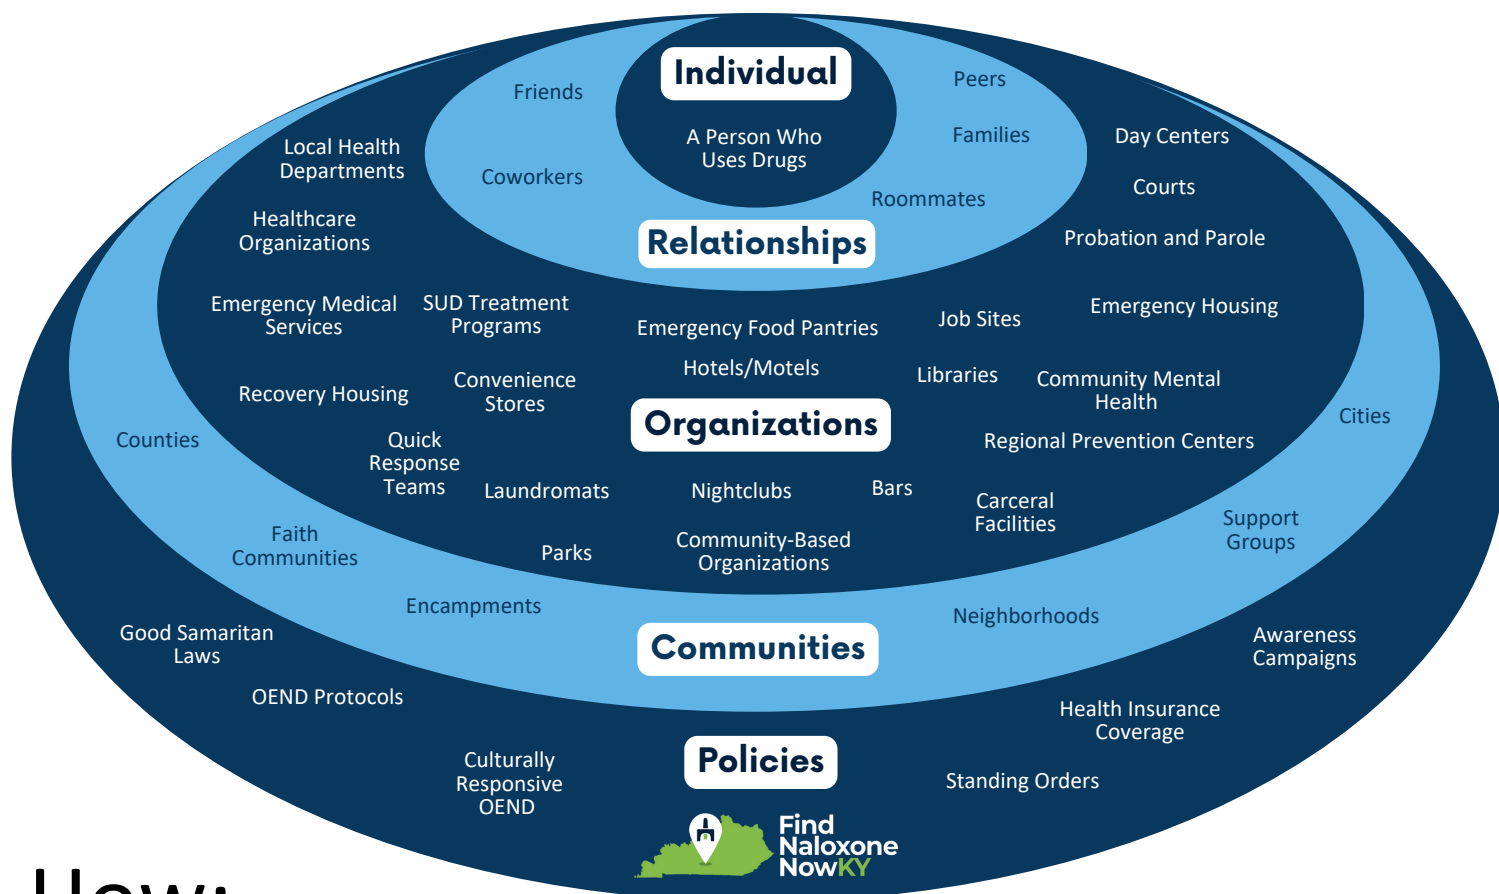 Individual
A Person Who
Uses Drugs
Friends
Coworkers
Peers
Families
Roommates
Relationships
Local Health
Departments
Healthcare
Organizations
Emergency Medical
Services
SUD Treatment
Programs
Recovery Housing
Convenience
Stores
Quick
Response
Teams
Laundromats
Parks
Emergency Food Pantries
Hotels/Motels
Organizations
Nightclubs
Community-Based
Organizations
Bars
Day Centers
Courts
Probation and Parole
Emergency Housing
Job Sites
Libraries
Community Mental
Health
Regional Prevention Centers
Carceral
Facilities
Counties
Faith
Communities
Encampments
Communities
Neighborhoods
Support
Groups
Cities
Good Samaritan
Laws
OEND Protocols
Culturally
Responsive
OEND
Policies
Standing Orders
Health Insurance
Coverage
Awareness
Campaigns
Find
Naloxone
NowKY
How: